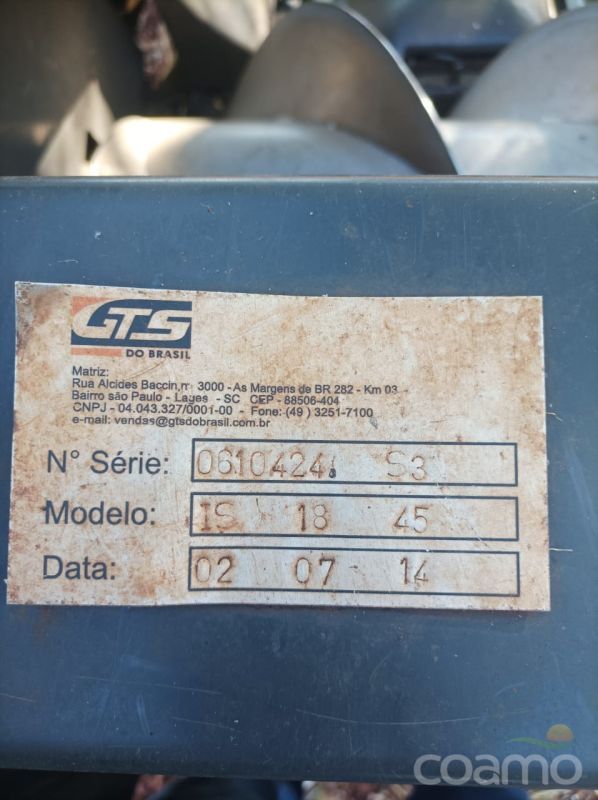 GTS
DO BRASIL
Matriz:
Rua Alcides Baccin, nº 3000 - As Margens de BR 282 - Km 03
Bairro são Paulo - Lages - SC CEP - 88506-404
CNPJ - 04.043.327/0001-00 - Fone: (49 ) 3251-7100
e-mail: vendas@gtsdobrasil.com.br
N° Série: 0610424. S3
Modelo: IS 18 45
Data: 02 07 14
coamo